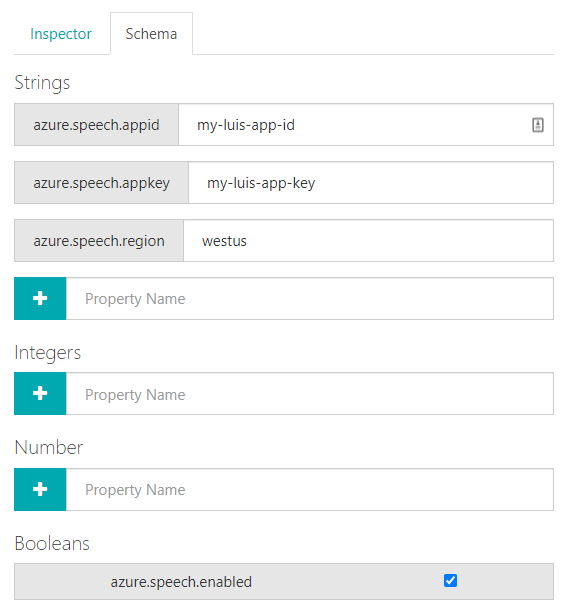 Inspector Schema
Strings
azure.speech.appid my-luis-app-id
azure.speech.appkey my-luis-app-key
azure.speech.region westus
+ Property Name
Integers
+ Property Name
Number
+ Property Name
Booleans
azure.speech.enabled